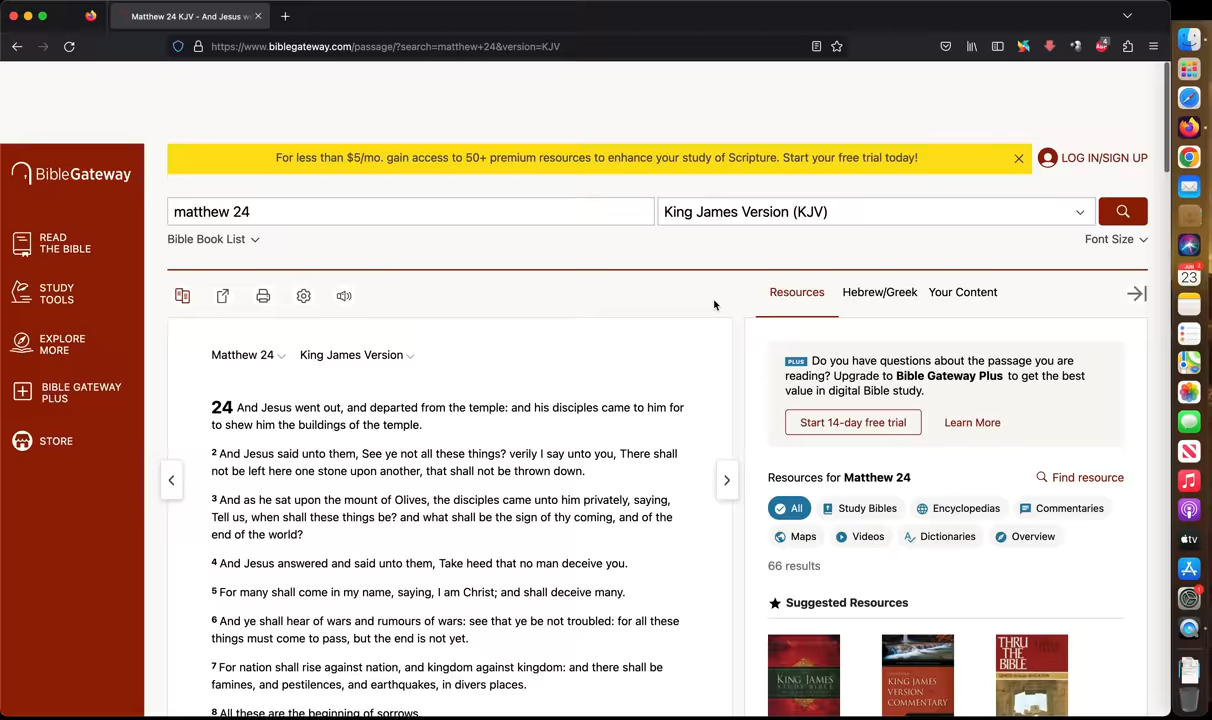 Matthew 24 KJV - And Jesus w
https://www.biblegateway.com/passage/?search=matthew+24&version=KJV
4
For less than $5/mo. gain access to 50+ premium resources to enhance your study of Scripture. Start your free trial today!
LOG IN/SIGN UP
BibleGateway
matthew 24
King James Version (KJV)
Bible Book List
Font Size
READ
THE BIBLE
STUDY
TOOLS
EXPLORE
MORE
BIBLE GATEWAY
PLUS
STORE
Resources
Hebrew/Greek
Your Content
Matthew 24
King James Version
24 And Jesus went out, and departed from the temple: and his disciples came to him for
to shew him the buildings of the temple.
2 And Jesus said unto them, See ye not all these things? verily I say unto you, There shall
not be left here one stone upon another, that shall not be thrown down.
3 And as he sat upon the mount of Olives, the disciples came unto him privately, saying,
Tell us, when shall these things be? and what shall be the sign of thy coming, and of the
end of the world?
4 And Jesus answered and said unto them, Take heed that no man deceive you.
5 For many shall come in my name, saying, I am Christ; and shall deceive many.
6 And ye shall hear of wars and rumours of wars: see that ye be not troubled: for all these
things must come to pass, but the end is not yet.
7 For nation shall rise against nation, and kingdom against kingdom: and there shall be
famines, and pestilences, and earthquakes, in divers places.
8 All these are the beginning of sorrows.
PLUS Do you have questions about the passage you are
reading? Upgrade to Bible Gateway Plus to get the best
value in digital Bible study.
Start 14-day free trial
Learn More
Resources for Matthew 24
Find resource
All
Study Bibles
Encyclopedias
Commentaries
Maps
Videos
Dictionaries
Overview
66 results
Suggested Resources
KING JAMES
STUDY BIBLE
KING JAMES
VERSION
COMMENTARY
THRU
THE
BIBLE
23
tv
1